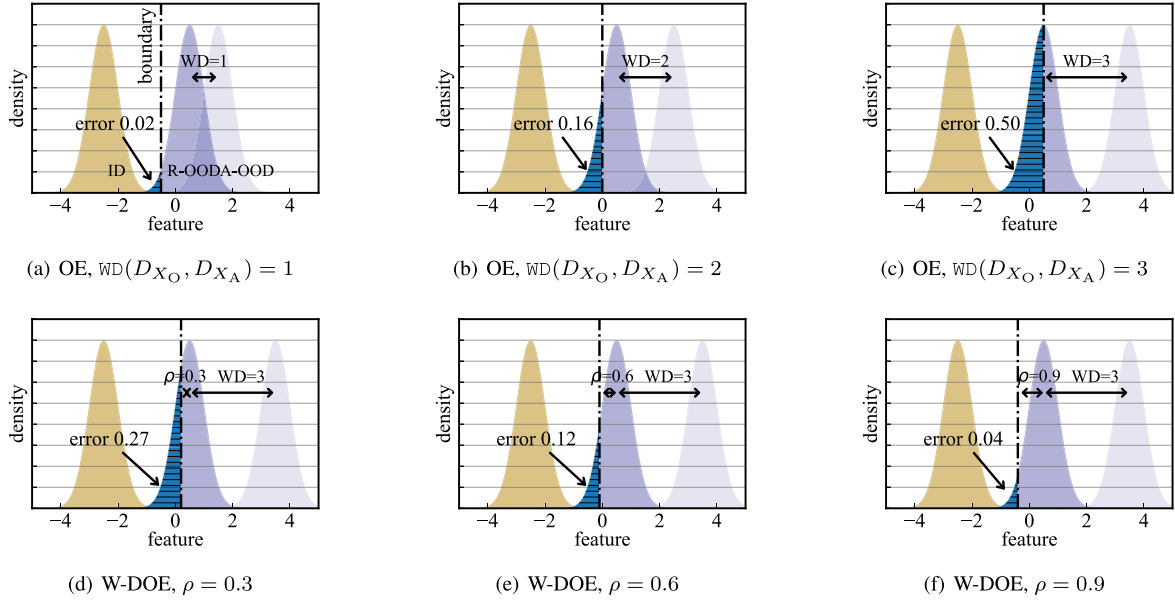 boundary
WD=1
error 0.02
ID
R-OODA-OOD
density
−4
−2
0
2
4
feature
(a) OE, WD(D_{X_O}, D_{X_A}) = 1
WD=2
error 0.16
density
−4
−2
0
2
4
feature
(b) OE, WD(D_{X_O}, D_{X_A}) = 2
WD=3
error 0.50
density
−4
−2
0
2
4
feature
(c) OE, WD(D_{X_O}, D_{X_A}) = 3
ρ=0.3
WD=3
error 0.27
density
−4
−2
0
2
4
feature
(d) W-DOE, ρ = 0.3
ρ=0.6
WD=3
error 0.12
density
−4
−2
0
2
4
feature
(e) W-DOE, ρ = 0.6
ρ=0.9
WD=3
error 0.04
density
−4
−2
0
2
4
feature
(f) W-DOE, ρ = 0.9